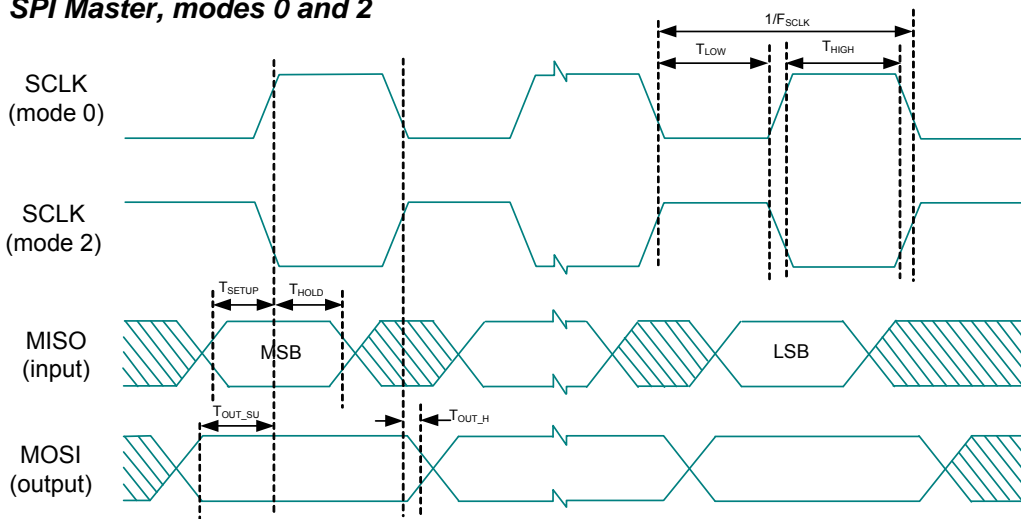 SPI Master, modes 0 and 2
1/FSCLK
TLOW
THIGH
SCLK
(mode 0)
SCLK
(mode 2)
TSETUP
THOLD
MISO
(input)
MSB
LSB
TOUT_SU
TOUT_H
MOSI
(output)